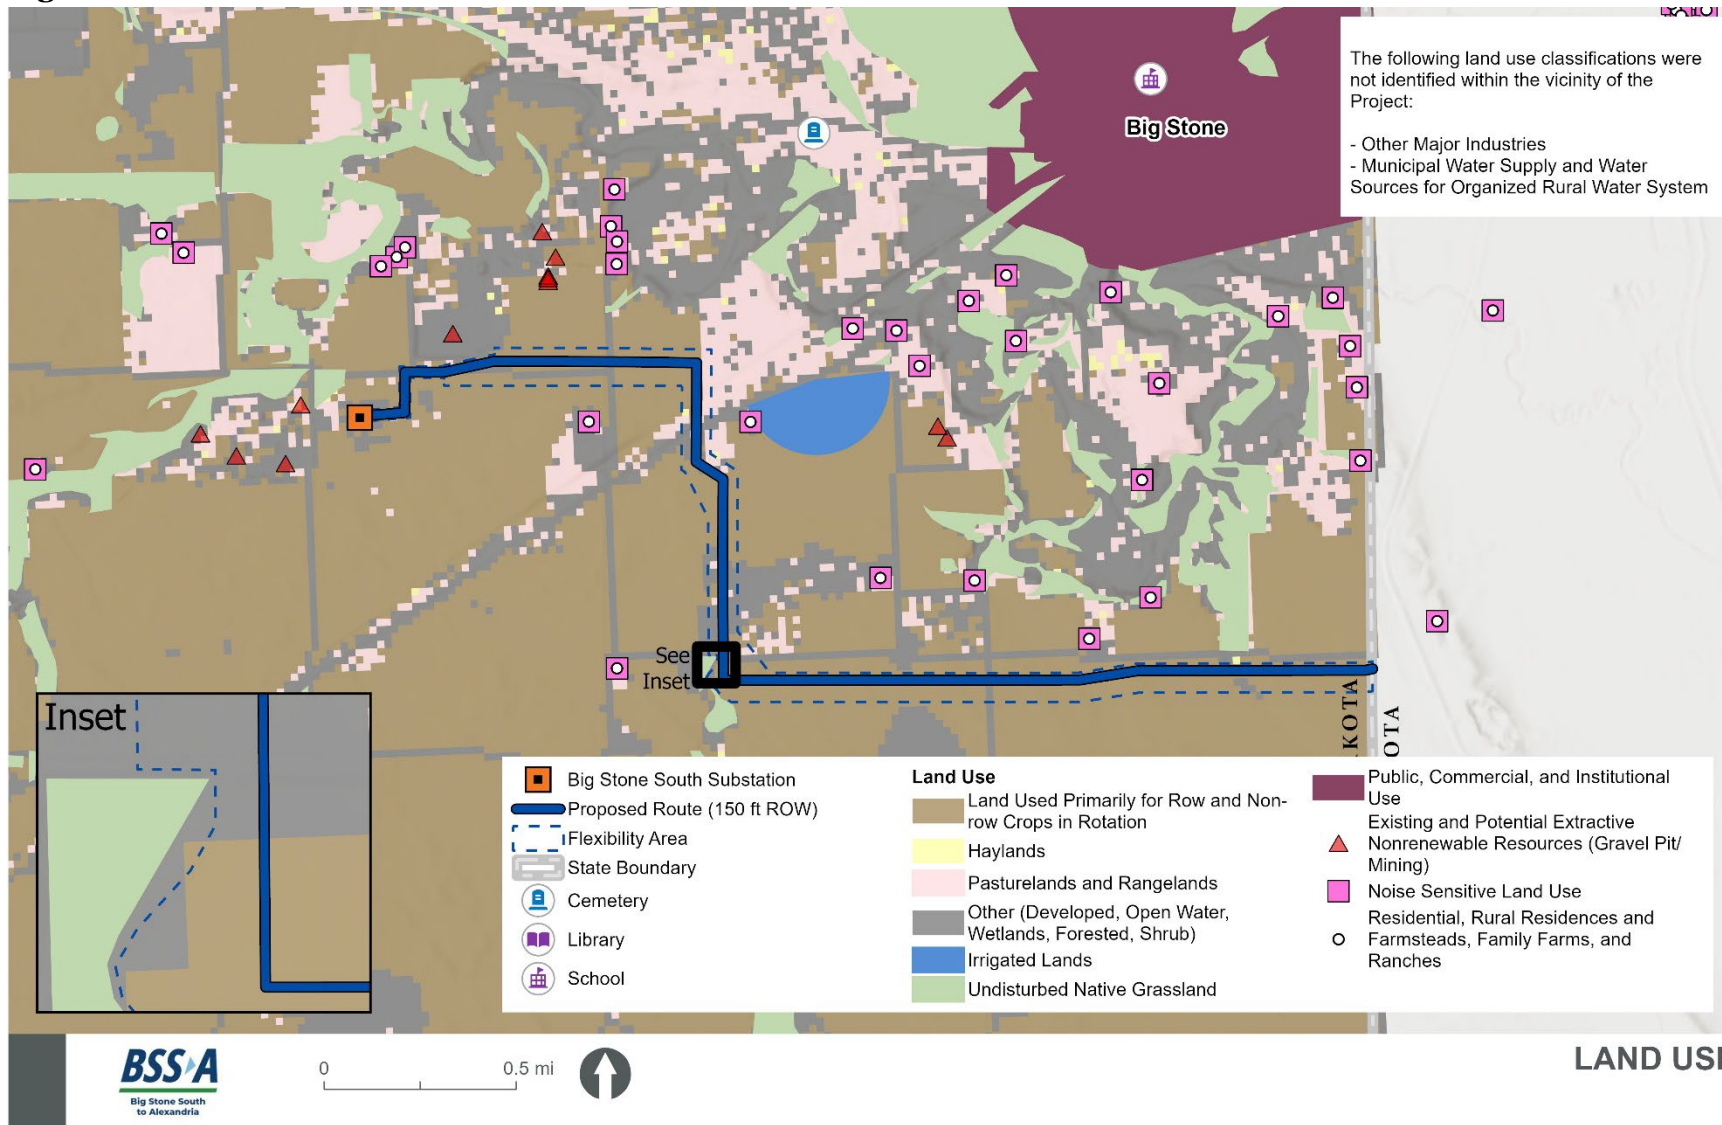 The following land use classifications were
not identified within the vicinity of the
Project:
- Other Major Industries
- Municipal Water Supply and Water
Sources for Organized Rural Water System
Big Stone
See
Inset
Inset
KOTA
OTA
Big Stone South Substation
Proposed Route (150 ft ROW)
Flexibility Area
State Boundary
Cemetery
Library
School
Land Use
Land Used Primarily for Row and Non-
row Crops in Rotation
Haylands
Pasturelands and Rangelands
Other (Developed, Open Water,
Wetlands, Forested, Shrub)
Irrigated Lands
Undisturbed Native Grassland
Public, Commercial, and Institutional
Use
Existing and Potential Extractive
Nonrenewable Resources (Gravel Pit/
Mining)
Noise Sensitive Land Use
Residential, Rural Residences and
Farmsteads, Family Farms, and
Ranches
BSSA
Big Stone South
to Alexandria
0 0.5 mi
LAND USE